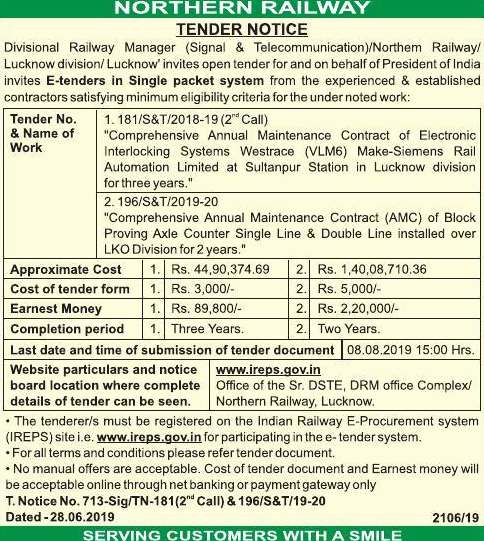 NORTHERN RAILWAY
TENDER NOTICE
Divisional Railway Manager (Signal & Telecommunication)/Northem Railway/
Lucknow division/ Lucknow' invites open tender for and on behalf of President of India
invites E-tenders in Single packet system from the experienced & established
contractors satisfying minimum eligibility criteria for the under noted work:
Tender No. & Name of Work
1. 181/S&T/2018-19 (2nd Call)
"Comprehensive Annual Maintenance Contract of Electronic
Interlocking Systems Westrace (VLM6) Make-Siemens Rail
Automation Limited at Sultanpur Station in Lucknow division
for three years."
2. 196/S&T/2019-20
"Comprehensive Annual Maintenance Contract (AMC) of Block
Proving Axle Counter Single Line & Double Line installed over
LKO Division for 2 years."
Approximate Cost 1. Rs. 44,90,374.69 2. Rs. 1,40,08,710.36
Cost of tender form 1. Rs. 3,000/- 2. Rs. 5,000/-
Earnest Money 1. Rs. 89,800/- 2. Rs. 2,20,000/-
Completion period 1. Three Years. 2. Two Years.
Last date and time of submission of tender document 08.08.2019 15:00 Hrs.
Website particulars and notice
board location where complete
details of tender can be seen.
www.ireps.gov.in
Office of the Sr. DSTE, DRM office Complex/
Northern Railway, Lucknow.
• The tenderer/s must be registered on the Indian Railway E-Procurement system
(IREPS) site i.e. www.ireps.gov.in for participating in the e- tender system.
• For all terms and conditions please refer tender document.
• No manual offers are acceptable. Cost of tender document and Earnest money will
be acceptable online through net banking or payment gateway only
T. Notice No. 713-Sig/TN-181(2nd Call) & 196/S&T/19-20
Dated - 28.06.2019 2106/19
SERVING CUSTOMERS WITH A SMILE